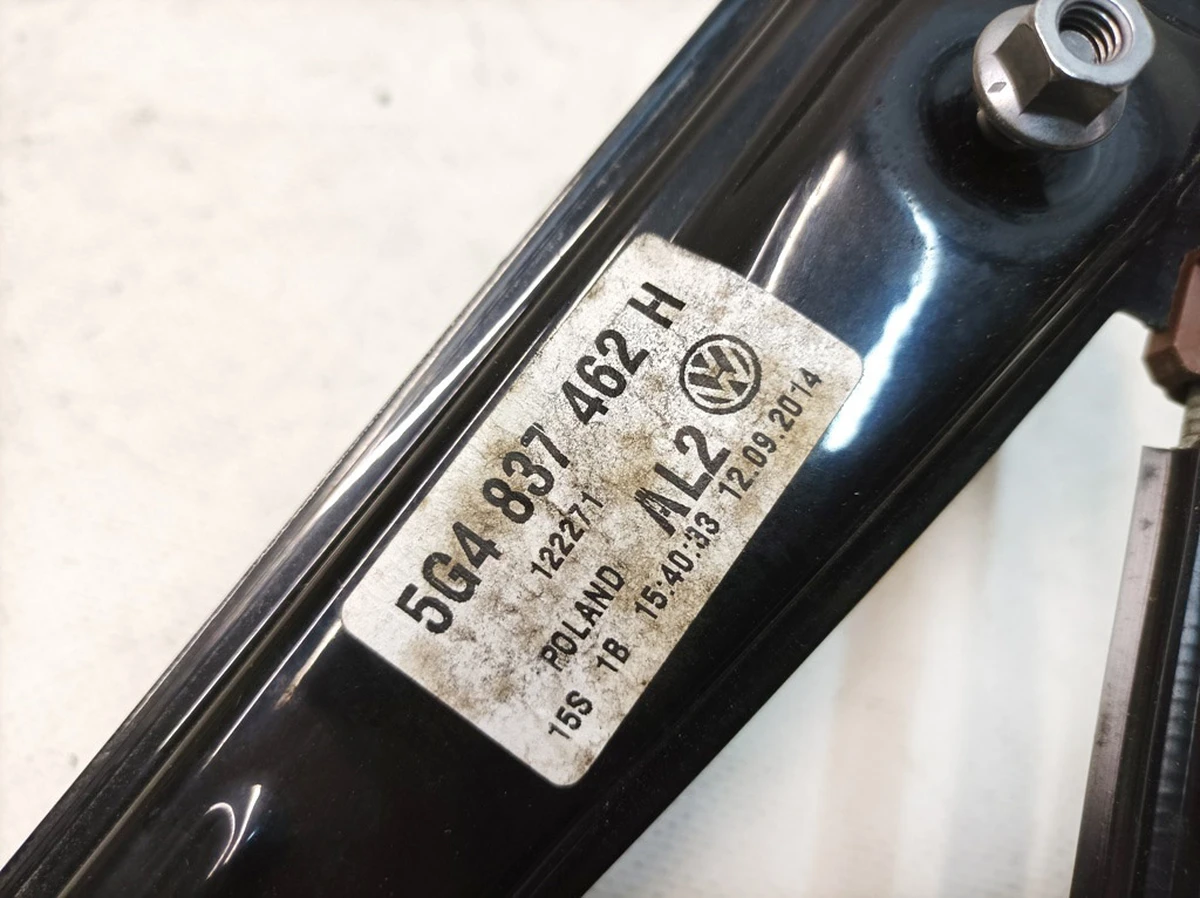 5G4 837 462 H
122271
POLAND AL2
15S 1B 15:40:33 12.09.2014